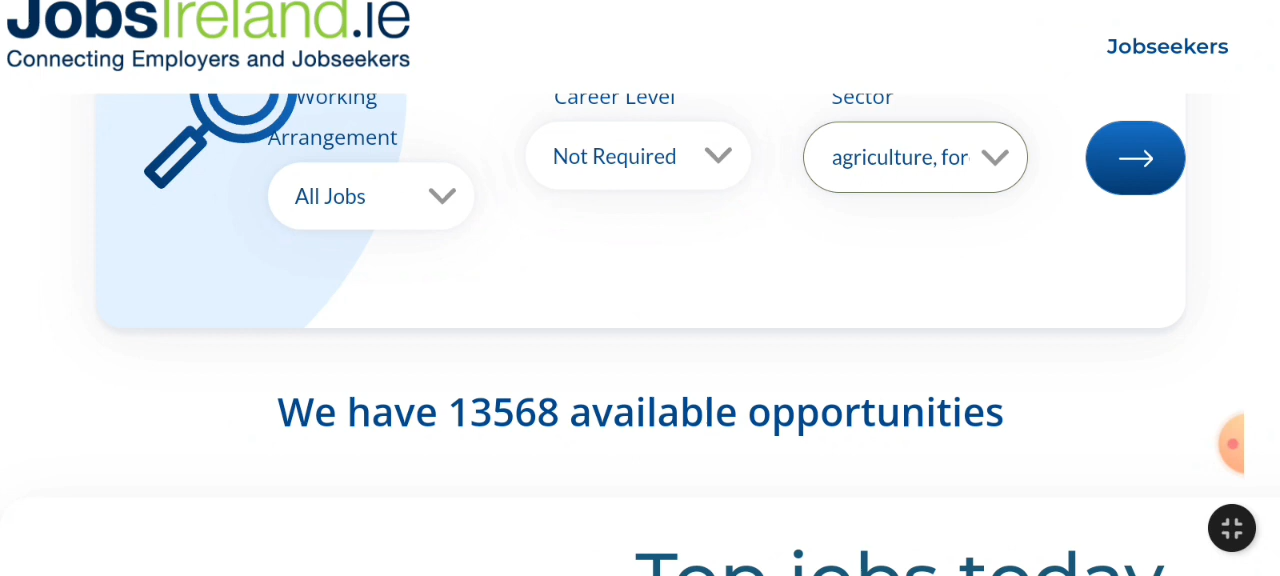 JobsIreland.ie
Connecting Employers and Jobseekers
Jobseekers
Working
Arrangement
Career Level
Sector
All Jobs
Not Required
agriculture, for
We have 13568 available opportunities
Top jobs today